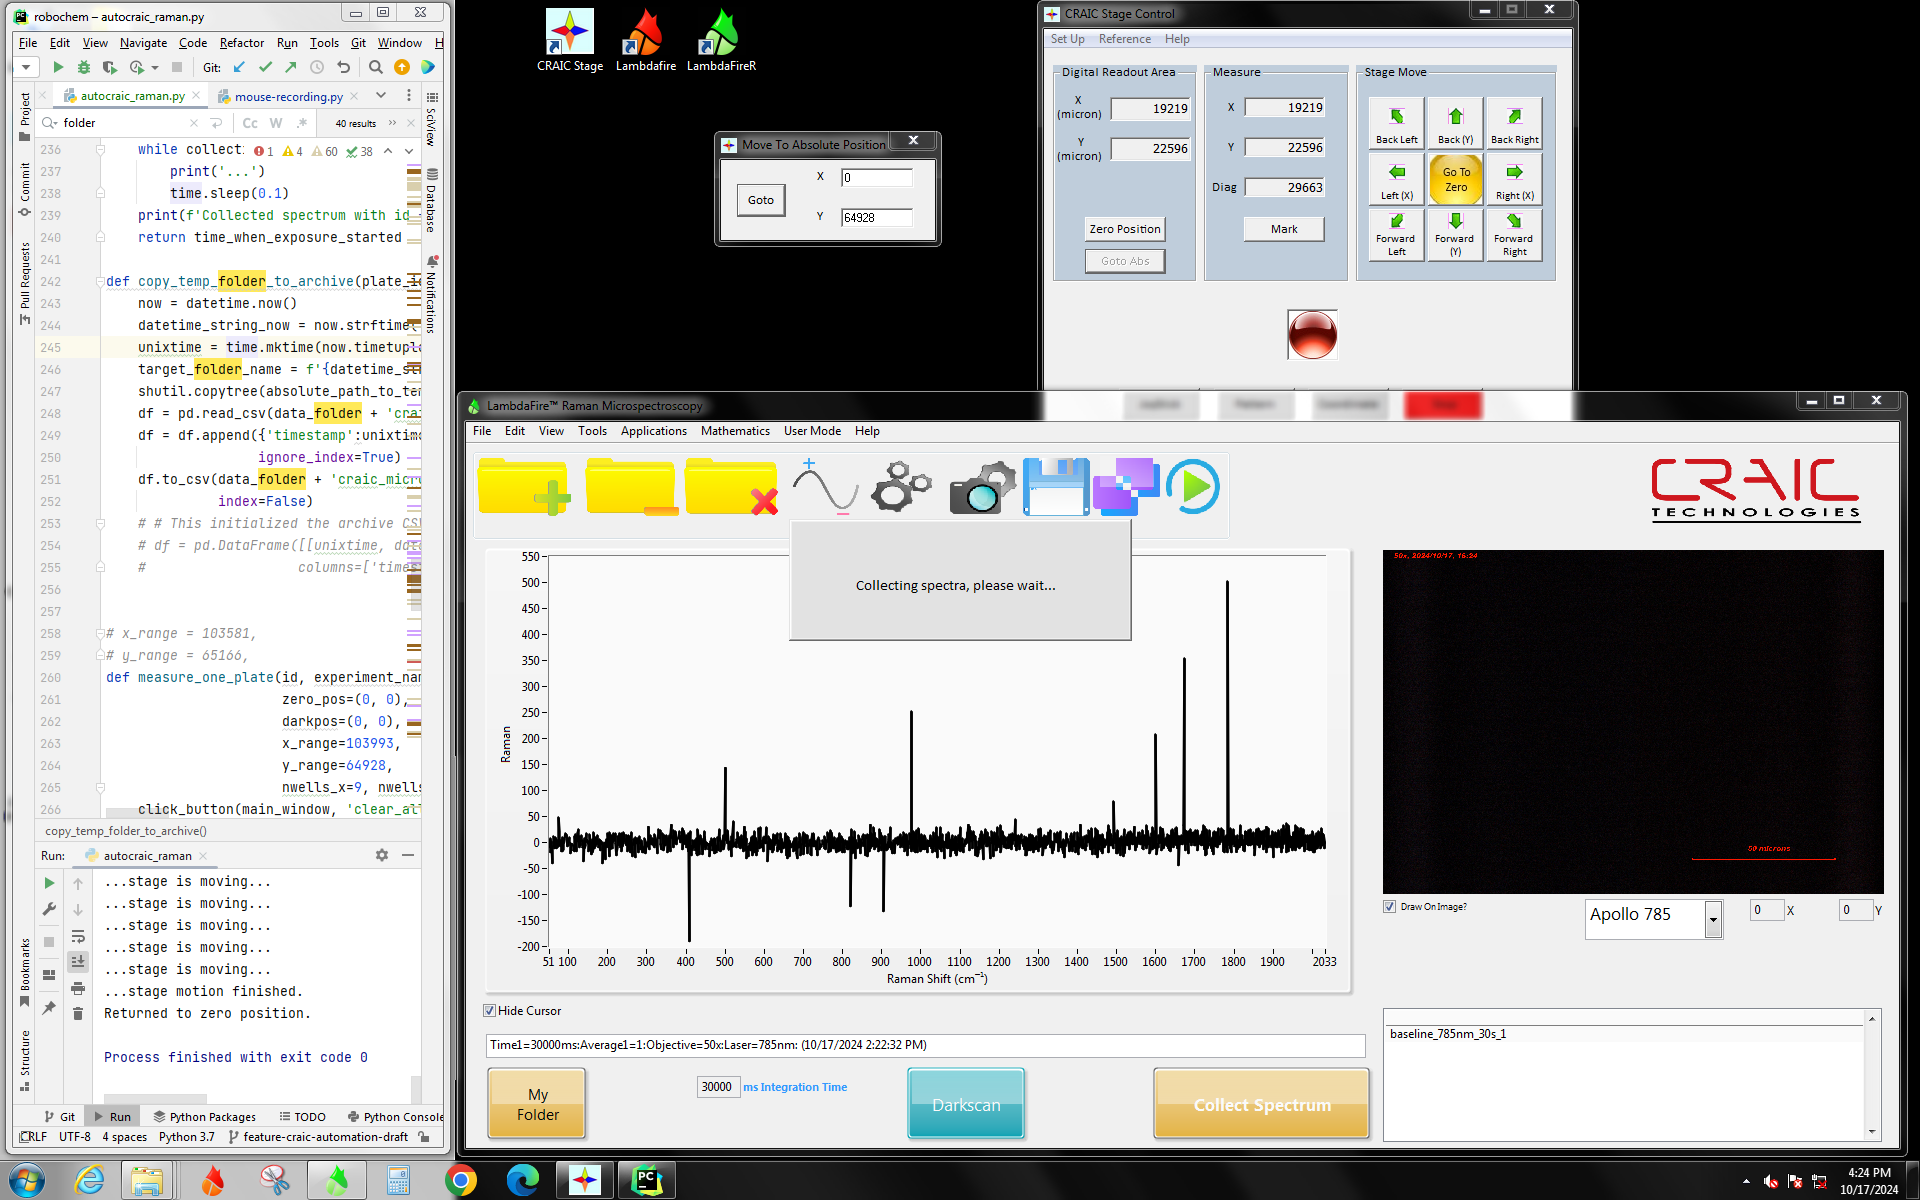 robochem – autocraic_raman.py
File Edit View Navigate Code Refactor Run Tools Git Window H
Git:
Project
Commit
Pull Requests
Bookmarks
Structure
autocraic_raman.py
mouse-recording.py
folder
Cc W .* 40 results
SciView
Database
Notifications
1 4 60 38
236 while collect
237 print('...')
238 time.sleep(0.1)
239 print(f'Collected spectrum with id
240 return time_when_exposure_started
241
242 def copy_temp_folder_to_archive(plate_i
243 now = datetime.now()
244 datetime_string_now = now.strftime(
245 unixtime = time.mktime(now.timetupl
246 target_folder_name = f'{datetime_st
247 shutil.copytree(absolute_path_to_te
248 df = pd.read_csv(data_folder + 'cra
249 df = df.append({'timestamp':unixtim
250 ignore_index=True)
251 df.to_csv(data_folder + 'craic_micr
252 index=False)
253 # # This initialized the archive CSV
254 # df = pd.DataFrame([[unixtime, dat
255 # columns=['times
256
257
258 # x_range = 103581,
259 # y_range = 65166,
260 def measure_one_plate(id, experiment_nam
261 zero_pos=(0, 0),
262 darkpos=(0, 0),
263 x_range=103993,
264 y_range=64928,
265 nwells_x=9, nwells
266 click_button(main_window, 'clear_al
copy_temp_folder_to_archive()
Run: autocraic_raman
...stage is moving...
...stage is moving...
...stage is moving...
...stage is moving...
...stage is moving...
...stage motion finished.
Returned to zero position.
Process finished with exit code 0
Git Run Python Packages TODO Python Console
CRLF UTF-8 4 spaces Python 3.7 feature-craic-automation-draft
CRAIC Stage
Lambdafire
LambdaFireR
Move To Absolute Position
Goto
X 0
Y 64928
CRAIC Stage Control
Set Up Reference Help
Digital Readout Area
X (micron) 19219
Y (micron) 22596
Zero Position
Goto Abs
Measure
X 19219
Y 22596
Diag 29663
Mark
Stage Move
Back Left Back (Y) Back Right
Left (X) Go To Zero Right (X)
Forward Left Forward (Y) Forward Right
LambdaFire™ Raman Microspectroscopy
File Edit View Tools Applications Mathematics User Mode Help
CRAIC
TECHNOLOGIES
Collecting spectra, please wait...
Raman
550
500
450
400
350
300
250
200
150
100
50
0
-50
-100
-150
-200
51 100 200 300 400 500 600 700 800 900 1000 1100 1200 1300 1400 1500 1600 1700 1800 1900 2033
Raman Shift (cm⁻¹)
50x, 2024/10/17, 16:24
50 microns
Draw On Image?
Apollo 785
0 X 0 Y
Hide Cursor
Time1=30000ms:Average1=1:Objective=50x:Laser=785nm: (10/17/2024 2:22:32 PM)
baseline_785nm_30s_1
My Folder
30000 ms Integration Time
Darkscan
Collect Spectrum
4:24 PM
10/17/2024